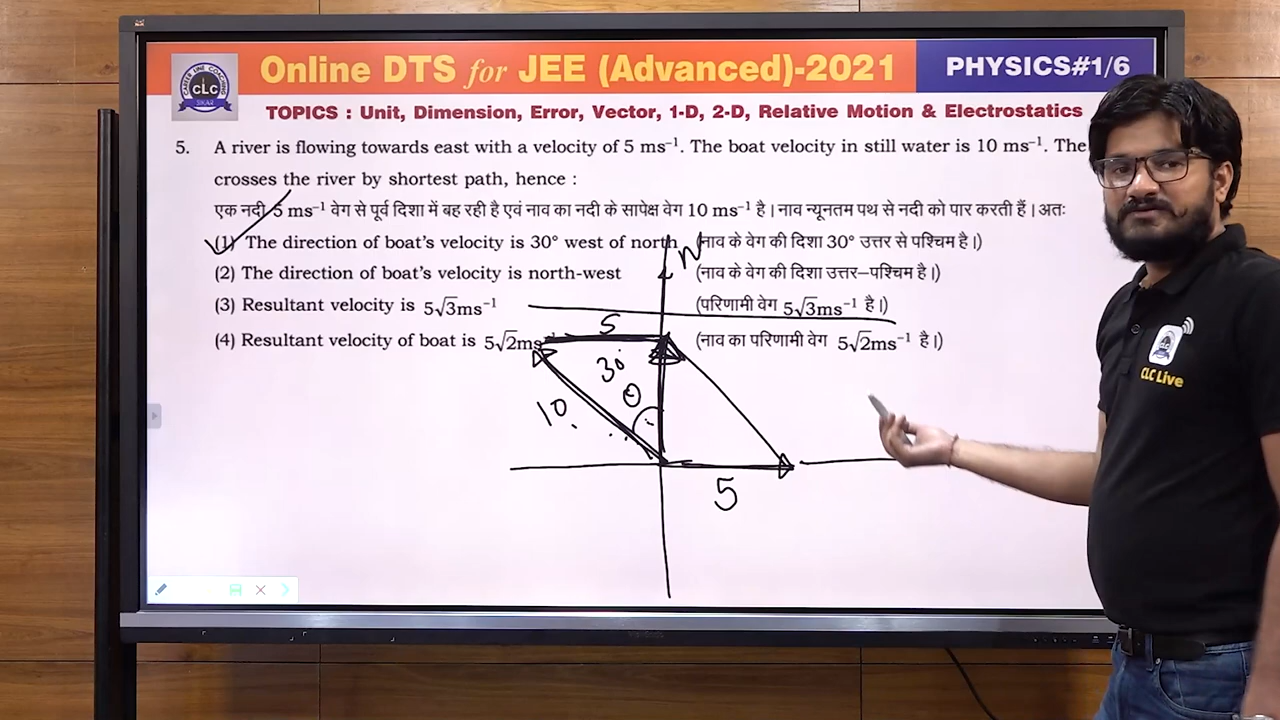 Online DTS for JEE (Advanced)-2021
PHYSICS#1/6
CLC
SIKAR
TOPICS : Unit, Dimension, Error, Vector, 1-D, 2-D, Relative Motion & Electrostatics
5. A river is flowing towards east with a velocity of 5 ms⁻¹. The boat velocity in still water is 10 ms⁻¹. The
crosses the river by shortest path, hence :
एक नदी 5 ms⁻¹ वेग से पूर्व दिशा में बह रही है एवं नाव का नदी के सापेक्ष वेग 10 ms⁻¹ है। नाव न्यूनतम पथ से नदी को पार करती हैं। अतः
(1) The direction of boat's velocity is 30° west of north (नाव के वेग की दिशा 30° उत्तर से पश्चिम है।)
(2) The direction of boat's velocity is north-west (नाव के वेग की दिशा उत्तर–पश्चिम है।)
(3) Resultant velocity is 5√3ms⁻¹ (परिणामी वेग 5√3ms⁻¹ है।)
(4) Resultant velocity of boat is 5√2ms⁻¹ (नाव का परिणामी वेग 5√2ms⁻¹ है।)
N
5
30°
θ
10
5
CLC Live